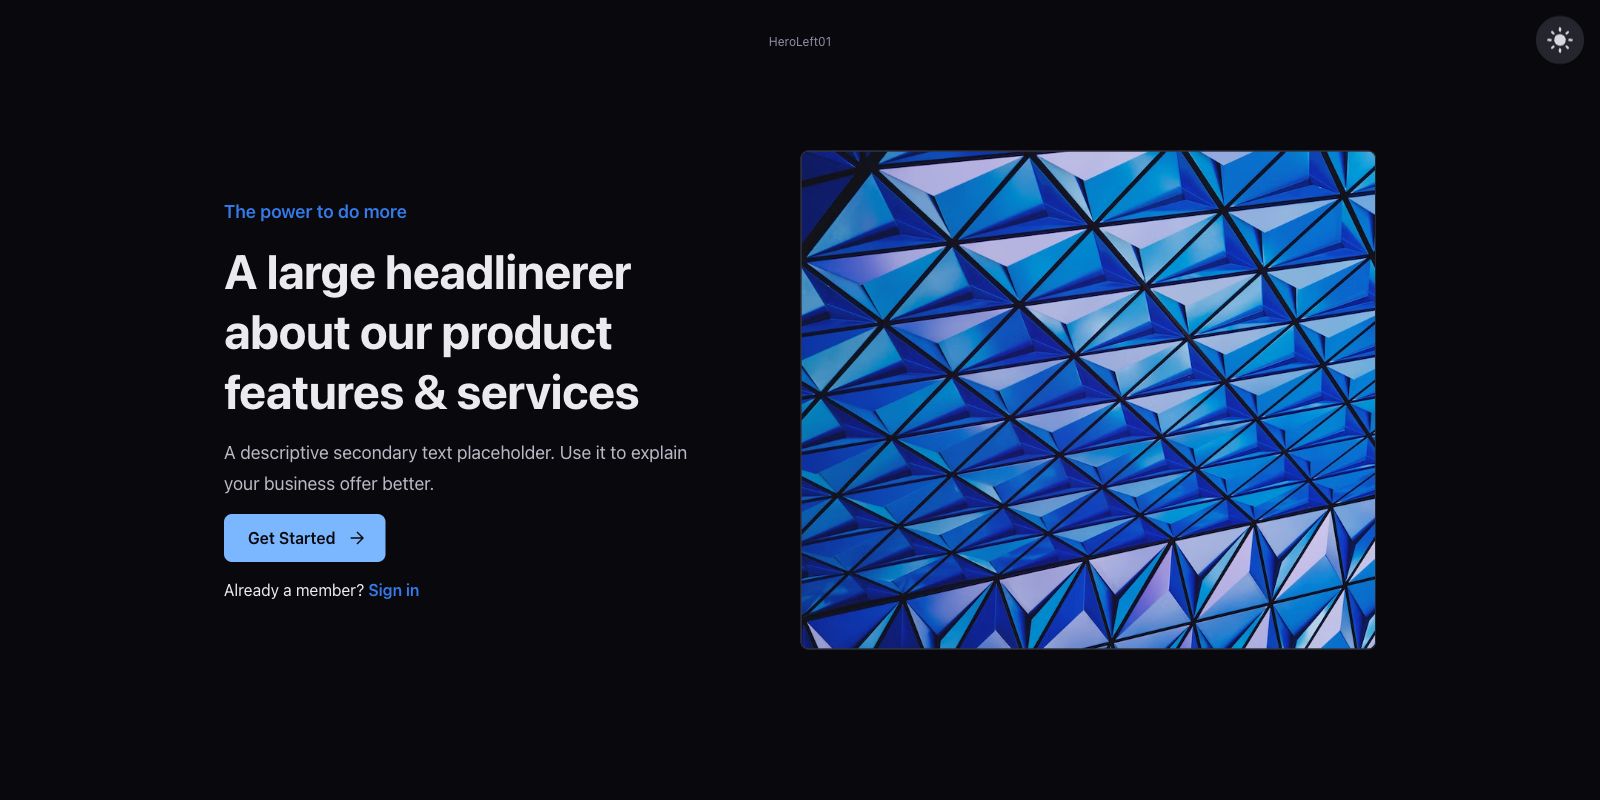 HeroLeft01
The power to do more
A large headlinerer
about our product
features & services
A descriptive secondary text placeholder. Use it to explain
your business offer better.
Get Started
Already a member? Sign in